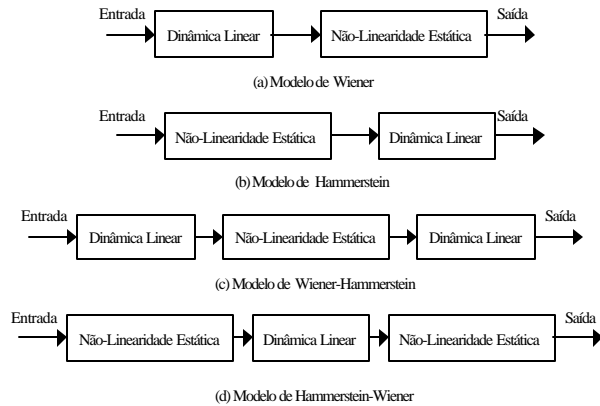 Entrada
Saída
Dinâmica Linear
Não-Linearidade Estática
(a) Modelo de Wiener
Entrada
Saída
Não-Linearidade Estática
Dinâmica Linear
(b) Modelo de Hammerstein
Entrada
Saída
Dinâmica Linear
Não-Linearidade Estática
Dinâmica Linear
(c) Modelo de Wiener-Hammerstein
Entrada
Saída
Não-Linearidade Estática
Dinâmica Linear
Não-Linearidade Estática
(d) Modelo de Hammerstein-Wiener